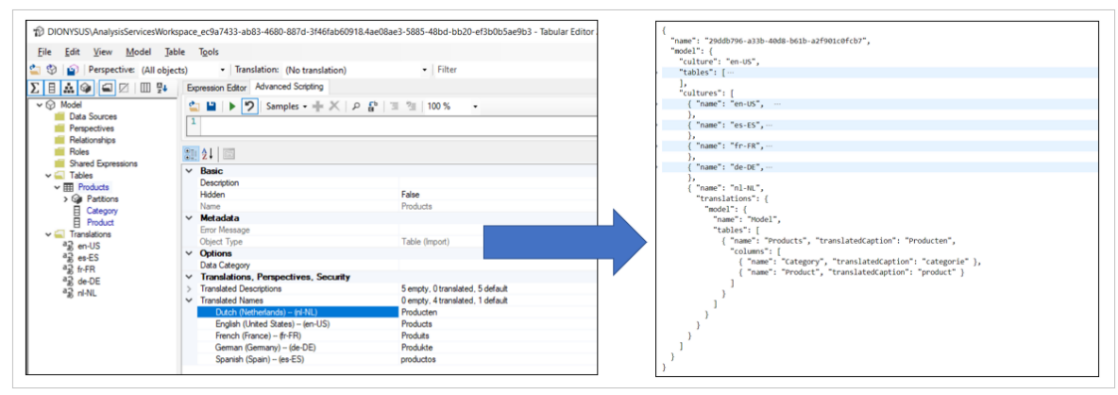 DIONYSUS\AnalysisServicesWorkspace_ec9a7433-ab83-4680-887d-3f46fab60918.4ae08ae3-5885-48bd-bb20-ef3b0b5ae9b3 - Tabular Editor
File Edit View Model Table Tools
Perspective: (All objects) Translation: (No translation) Filter
Expression Editor Advanced Scripting
Samples 100 %
1
Model
Data Sources
Perspectives
Relationships
Roles
Shared Expressions
Tables
Products
Partitions
Category
Product
Translations
en-US
es-ES
fr-FR
de-DE
nl-NL
Basic
Description
Hidden False
Name Products
Metadata
Error Message
Object Type Table (Import)
Options
Data Category
Translations, Perspectives, Security
Translated Descriptions 5 empty, 0 translated, 5 default
Translated Names 0 empty, 4 translated, 1 default
Dutch (Netherlands) – (nl-NL) Producten
English (United States) – (en-US) Products
French (France) – (fr-FR) Produits
German (Germany) – (de-DE) Produkte
Spanish (Spain) – (es-ES) productos
{
"name": "29ddb796-a33b-40d8-b61b-a2f901c0fcb7",
"model": {
"culture": "en-US",
"tables": [ ...
],
"cultures": [
{ "name": "en-US", ...
},
{ "name": "es-ES", ...
},
{ "name": "fr-FR", ...
},
{ "name": "de-DE", ...
},
{ "name": "nl-NL",
"translations": {
"model": {
"name": "Model",
"tables": [
{ "name": "Products", "translatedCaption": "Producten",
"columns": [
{ "name": "Category", "translatedCaption": "categorie" },
{ "name": "Product", "translatedCaption": "product" }
]
}
]
}
}
}
]
}
}